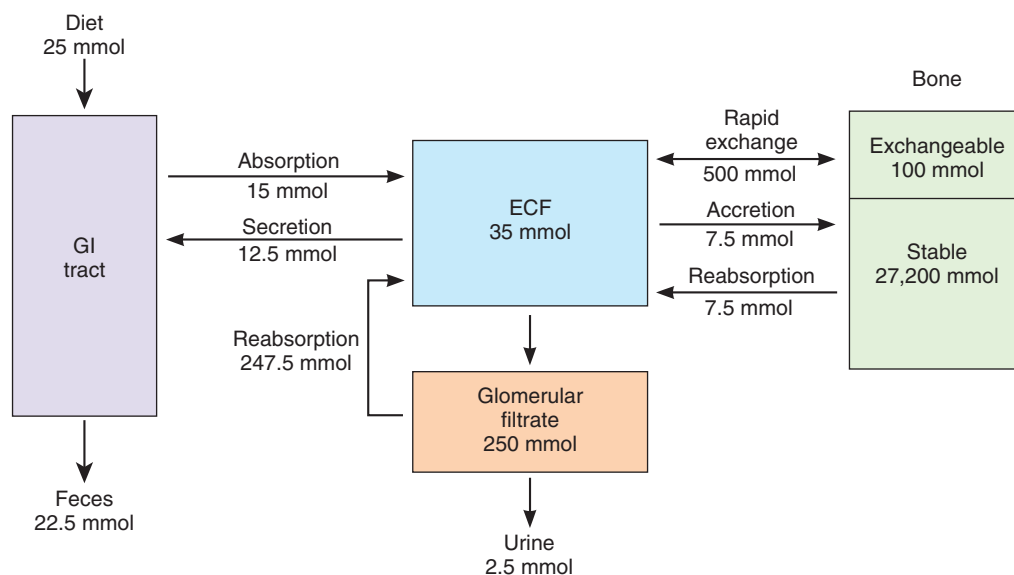 Diet
25 mmol
Bone
Rapid
exchange
500 mmol
Exchangeable
100 mmol
Absorption
15 mmol
ECF
35 mmol
Accretion
7.5 mmol
Secretion
12.5 mmol
GI
tract
Stable
27,200 mmol
Reabsorption
7.5 mmol
Reabsorption
247.5 mmol
Glomerular
filtrate
250 mmol
Feces
22.5 mmol
Urine
2.5 mmol